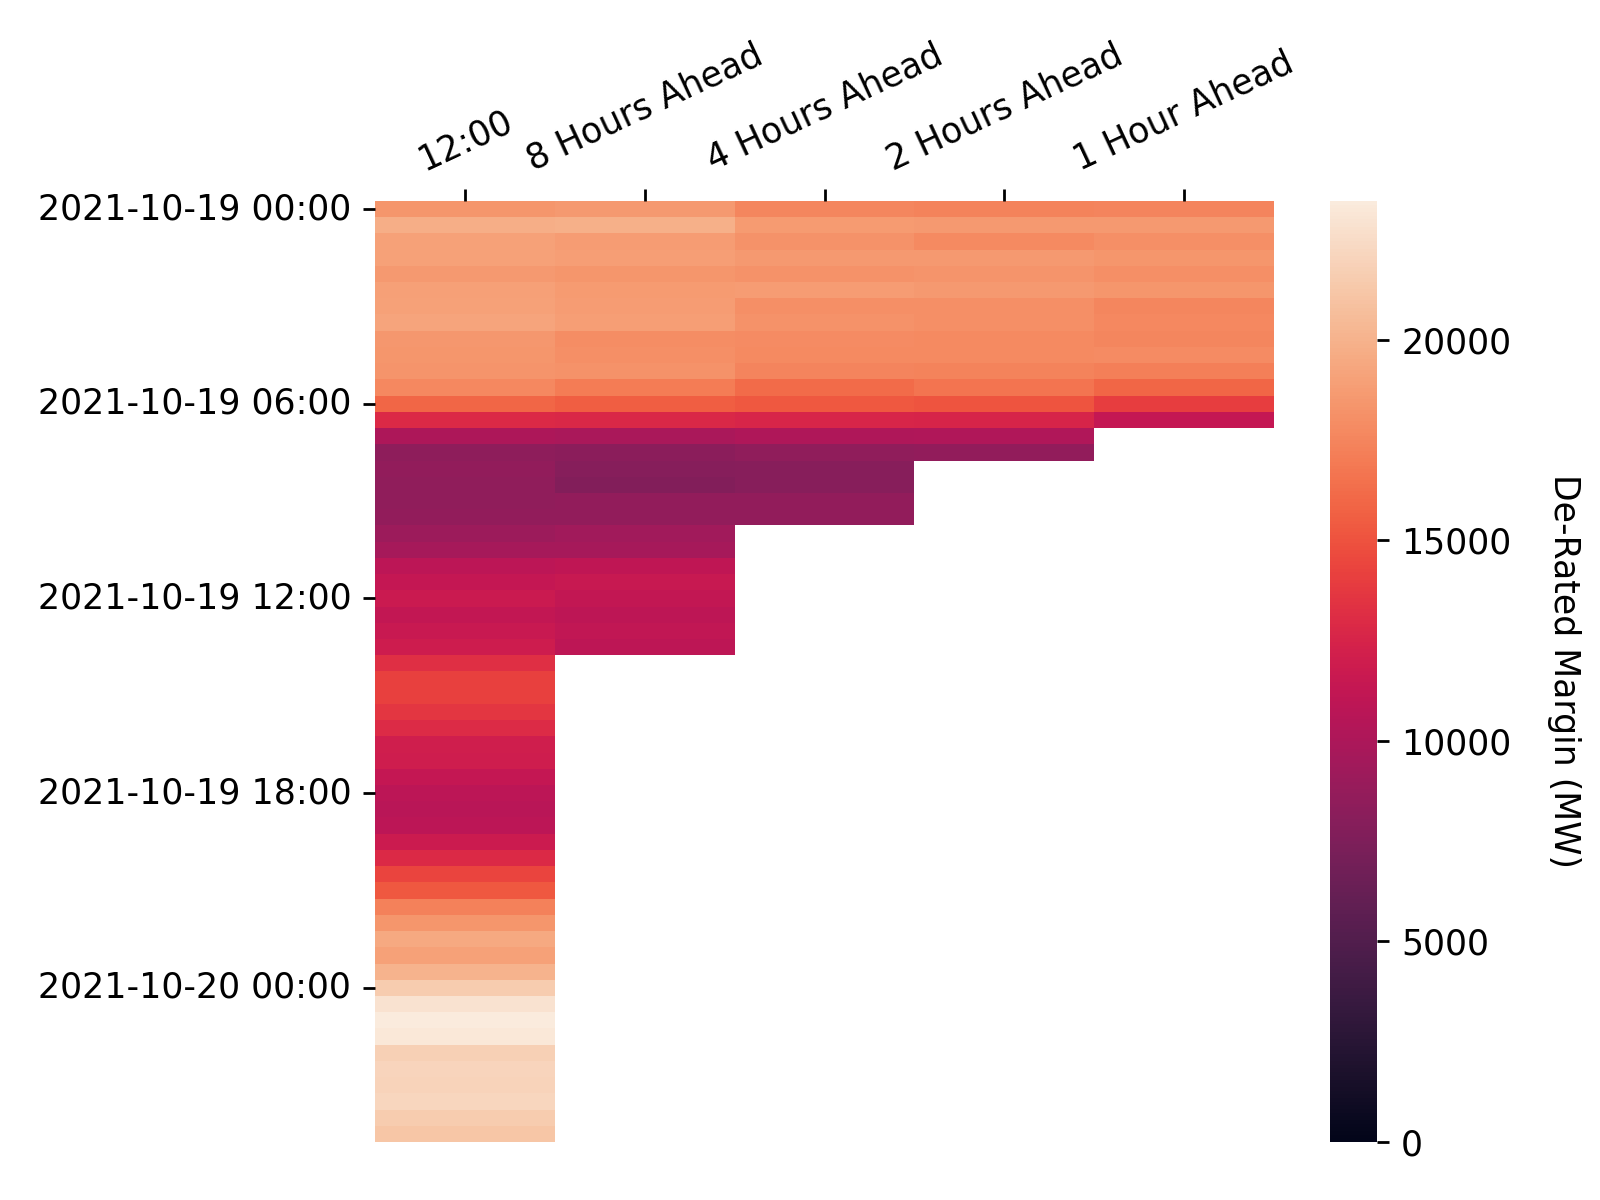 12:00
8 Hours Ahead
4 Hours Ahead
2 Hours Ahead
1 Hour Ahead
2021-10-19 00:00
2021-10-19 06:00
2021-10-19 12:00
2021-10-19 18:00
2021-10-20 00:00
20000
15000
10000
5000
0
De-Rated Margin (MW)